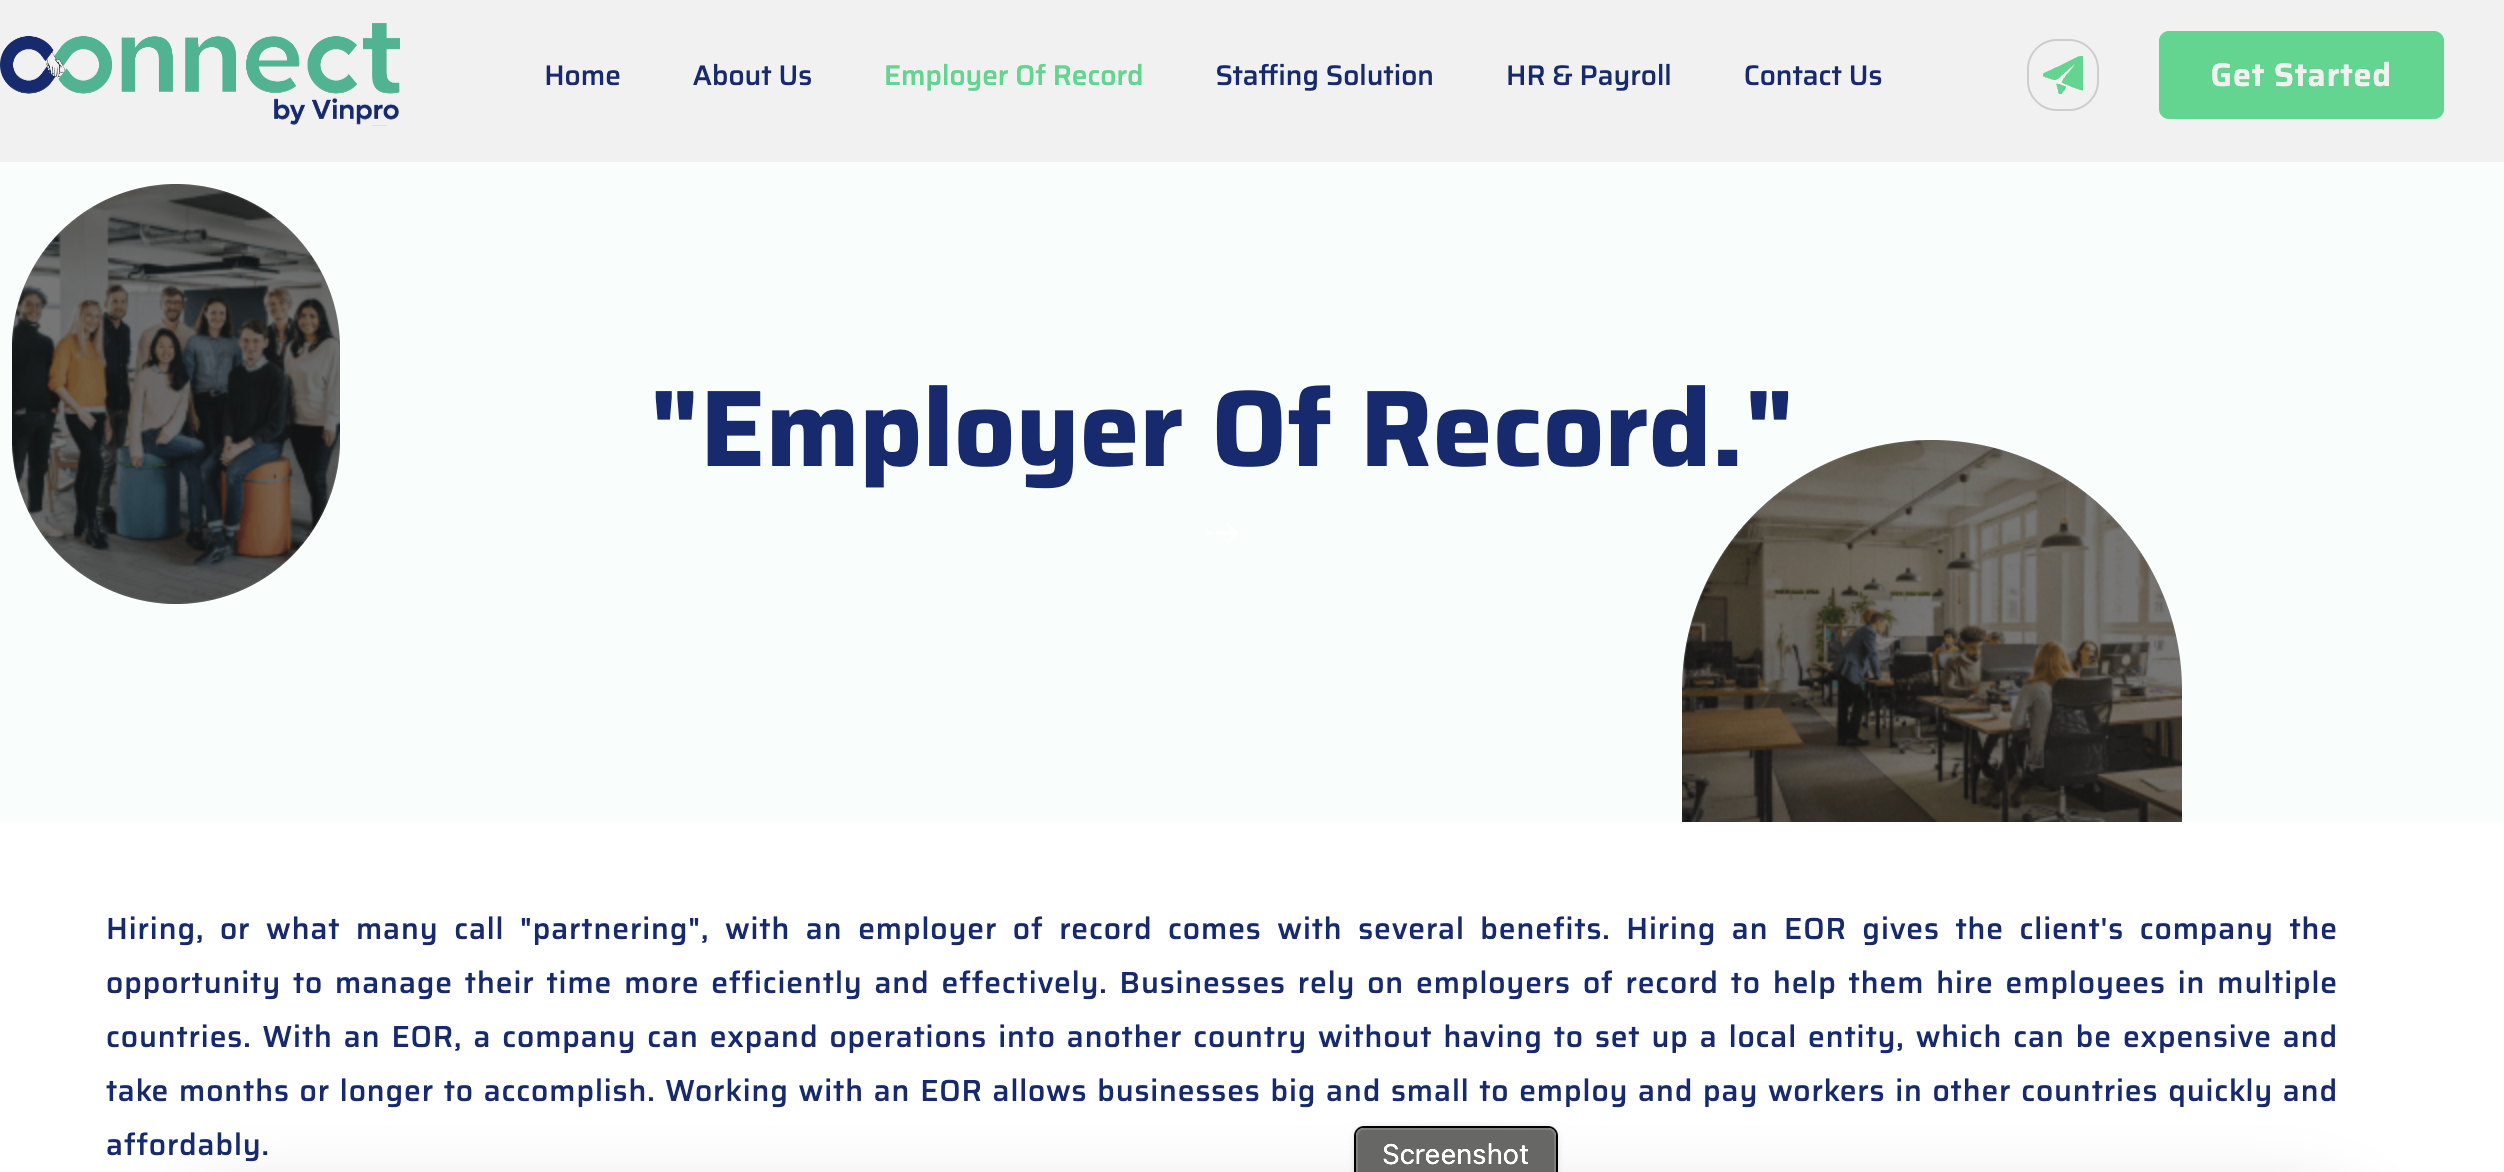 connect
by Vinpro
Home
About Us
Employer Of Record
Staffing Solution
HR & Payroll
Contact Us
Get Started
"Employer Of Record."
Hiring, or what many call "partnering", with an employer of record comes with several benefits. Hiring an EOR gives the client's company the
opportunity to manage their time more efficiently and effectively. Businesses rely on employers of record to help them hire employees in multiple
countries. With an EOR, a company can expand operations into another country without having to set up a local entity, which can be expensive and
take months or longer to accomplish. Working with an EOR allows businesses big and small to employ and pay workers in other countries quickly and
affordably.
Screenshot